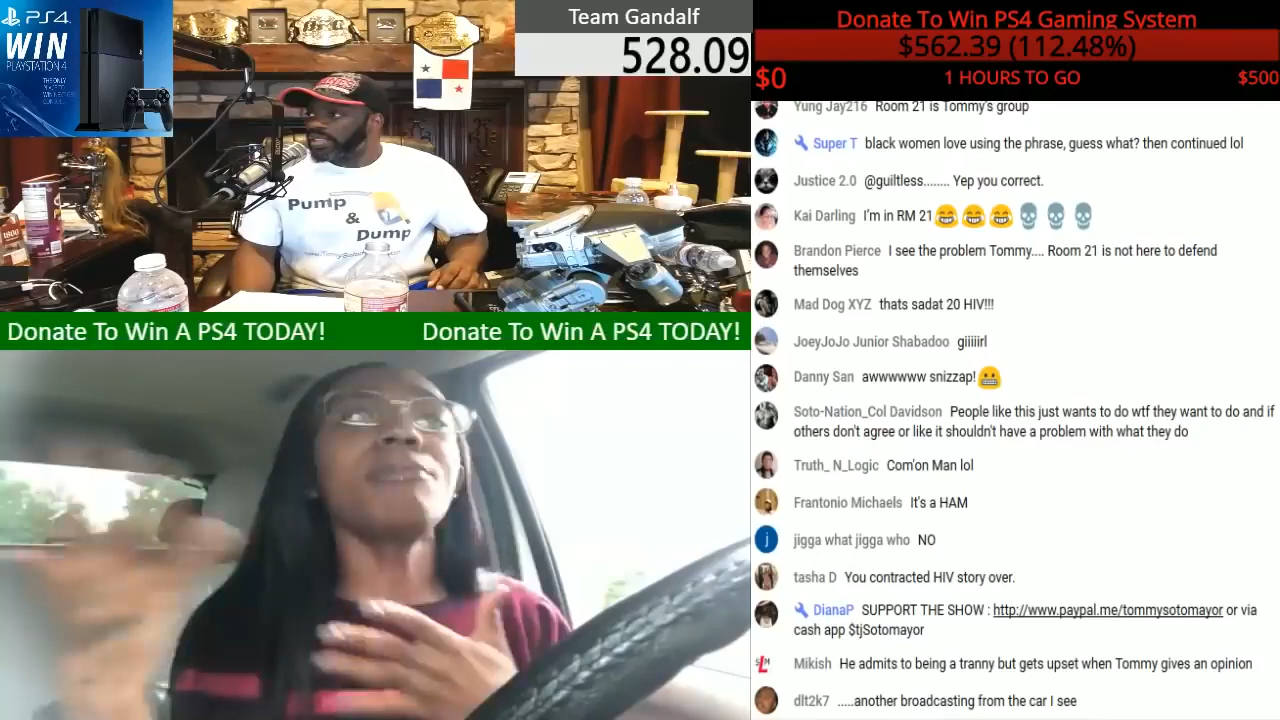 PS4
WIN
PLAYSTATION 4
Team Gandalf
528.09
Pump
&
Dump
Donate To Win A PS4 TODAY!
Donate To Win A PS4 TODAY!
Donate To Win PS4 Gaming System
$562.39 (112.48%)
$0
1 HOURS TO GO
$500
Yung Jay216 Room 21 is Tommy's group
Super T black women love using the phrase, guess what? then continued lol
Justice 2.0 @guiltless........ Yep you correct.
Kai Darling I'm in RM 21😂😂😂💀💀💀
Brandon Pierce I see the problem Tommy.... Room 21 is not here to defend
themselves
Mad Dog XYZ thats sadat 20 HIV!!!
JoeyJoJo Junior Shabadoo giiiiirl
Danny San awwwwww snizzap!😬
Soto-Nation_Col Davidson People like this just wants to do wtf they want to do and if
others don't agree or like it shouldn't have a problem with what they do
Truth_ N_Logic Com'on Man lol
Frantonio Michaels It's a HAM
j
jigga what jigga who NO
tasha D You contracted HIV story over.
DianaP SUPPORT THE SHOW : http://www.paypal.me/tommysotomayor or via
cash app $tjSotomayor
Mikish He admits to being a tranny but gets upset when Tommy gives an opinion
dlt2k7 .....another broadcasting from the car I see